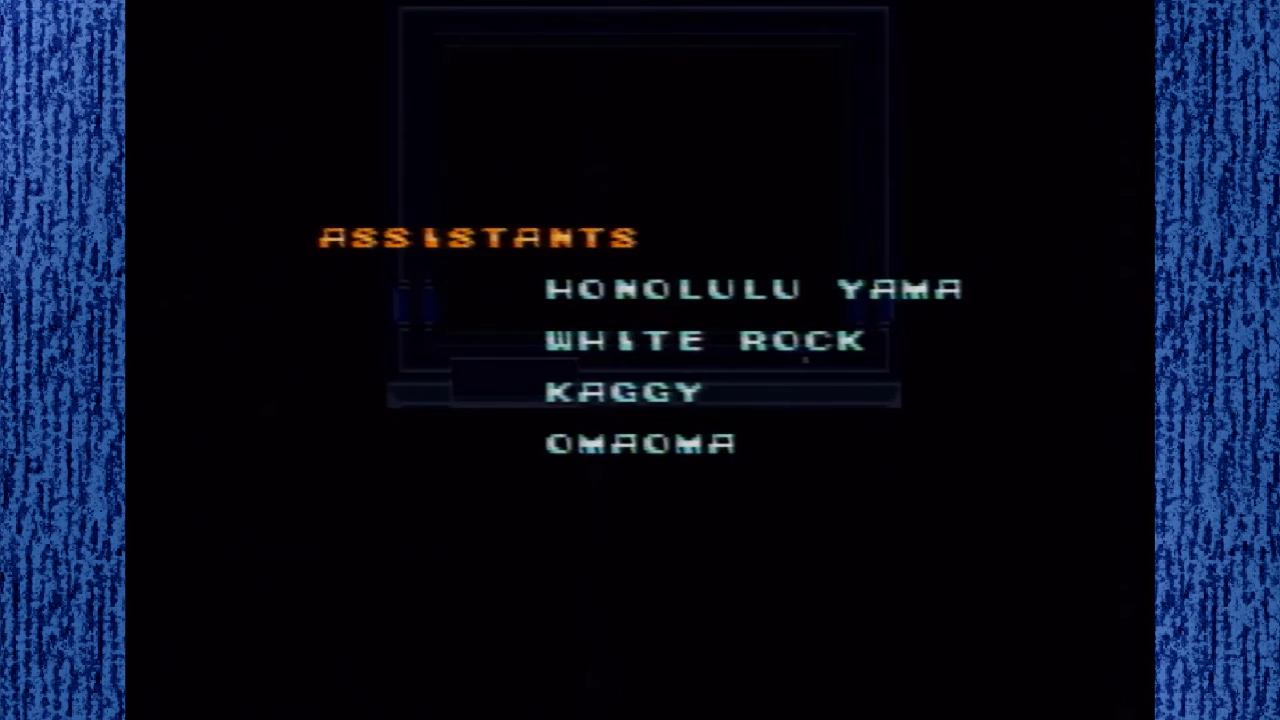 ASSISTANTS
HONOLULU YAMA
WHITE ROCK
KAGGY
OMAOMA